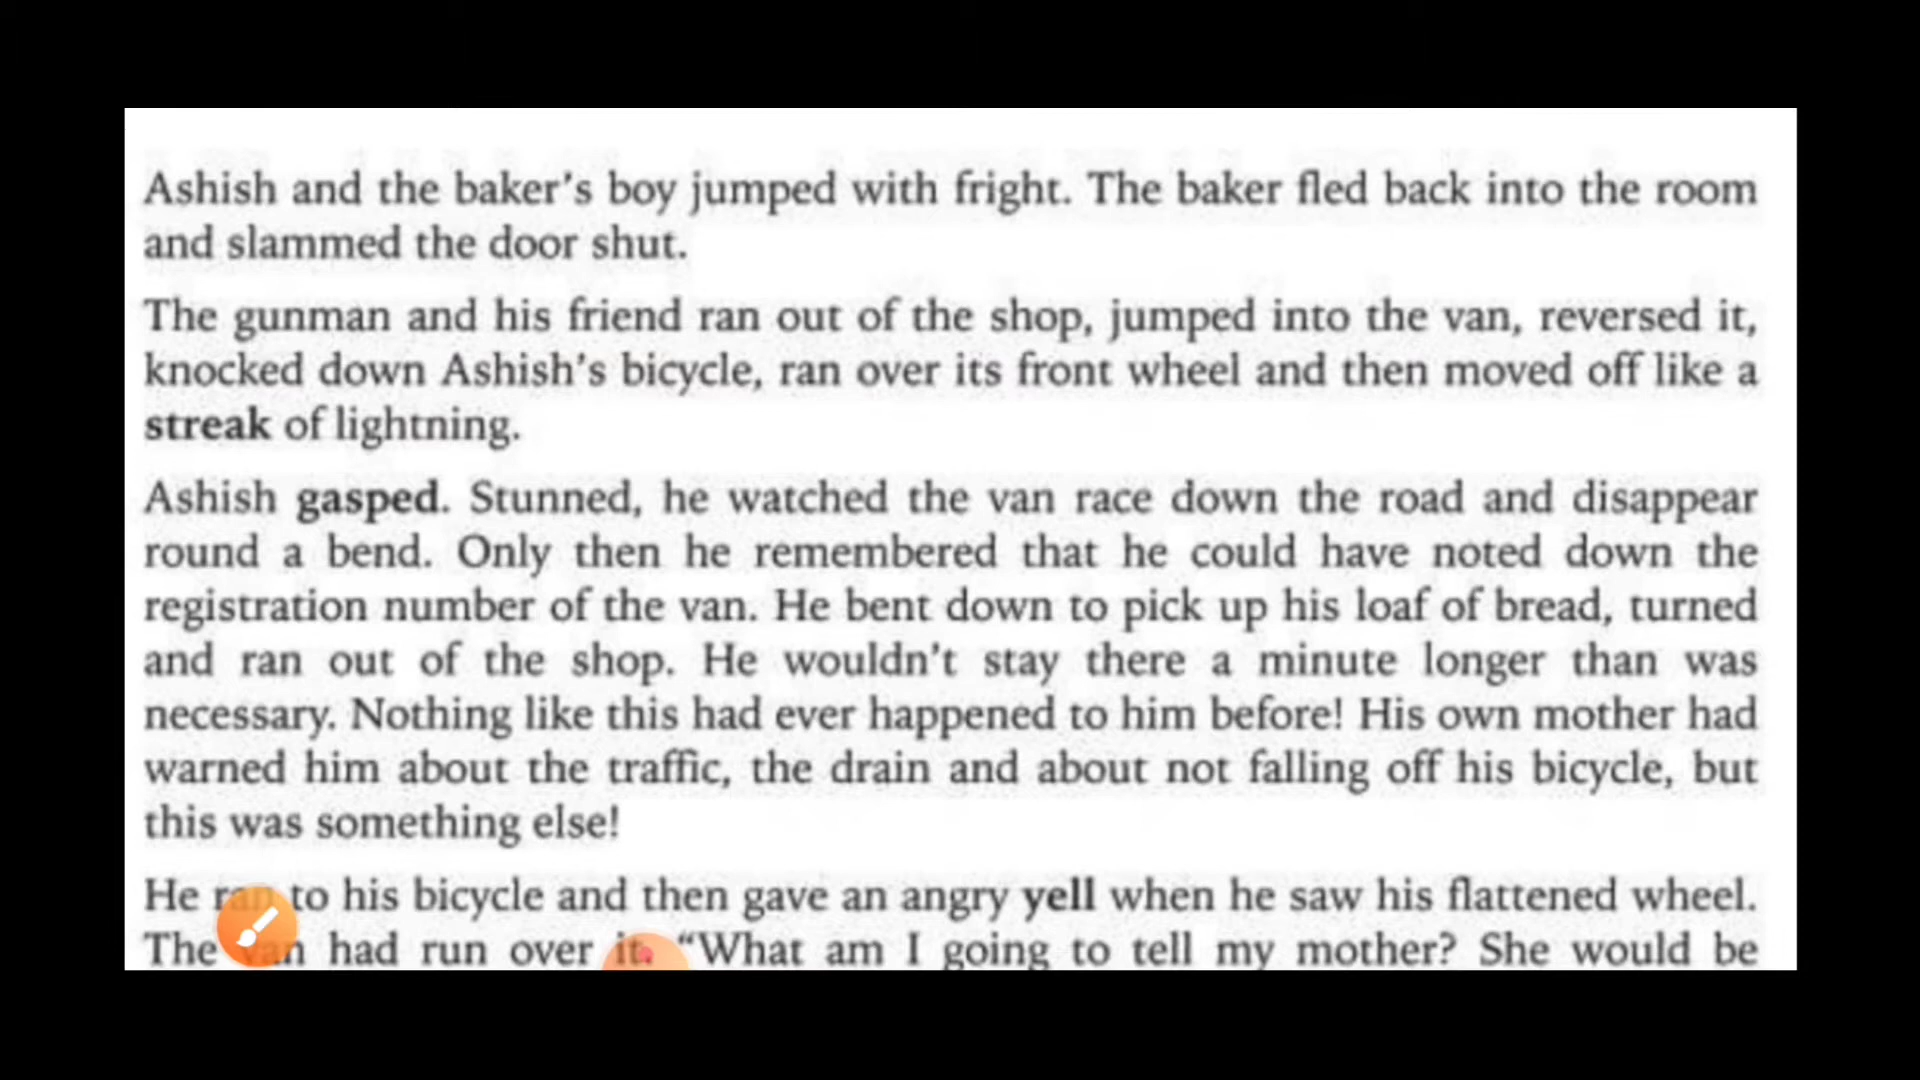 Ashish and the baker's boy jumped with fright. The baker fled back into the room
and slammed the door shut.
The gunman and his friend ran out of the shop, jumped into the van, reversed it,
knocked down Ashish's bicycle, ran over its front wheel and then moved off like a
streak of lightning.
Ashish gasped. Stunned, he watched the van race down the road and disappear
round a bend. Only then he remembered that he could have noted down the
registration number of the van. He bent down to pick up his loaf of bread, turned
and ran out of the shop. He wouldn't stay there a minute longer than was
necessary. Nothing like this had ever happened to him before! His own mother had
warned him about the traffic, the drain and about not falling off his bicycle, but
this was something else!
He ran to his bicycle and then gave an angry yell when he saw his flattened wheel.
The van had run over it. “What am I going to tell my mother? She would be